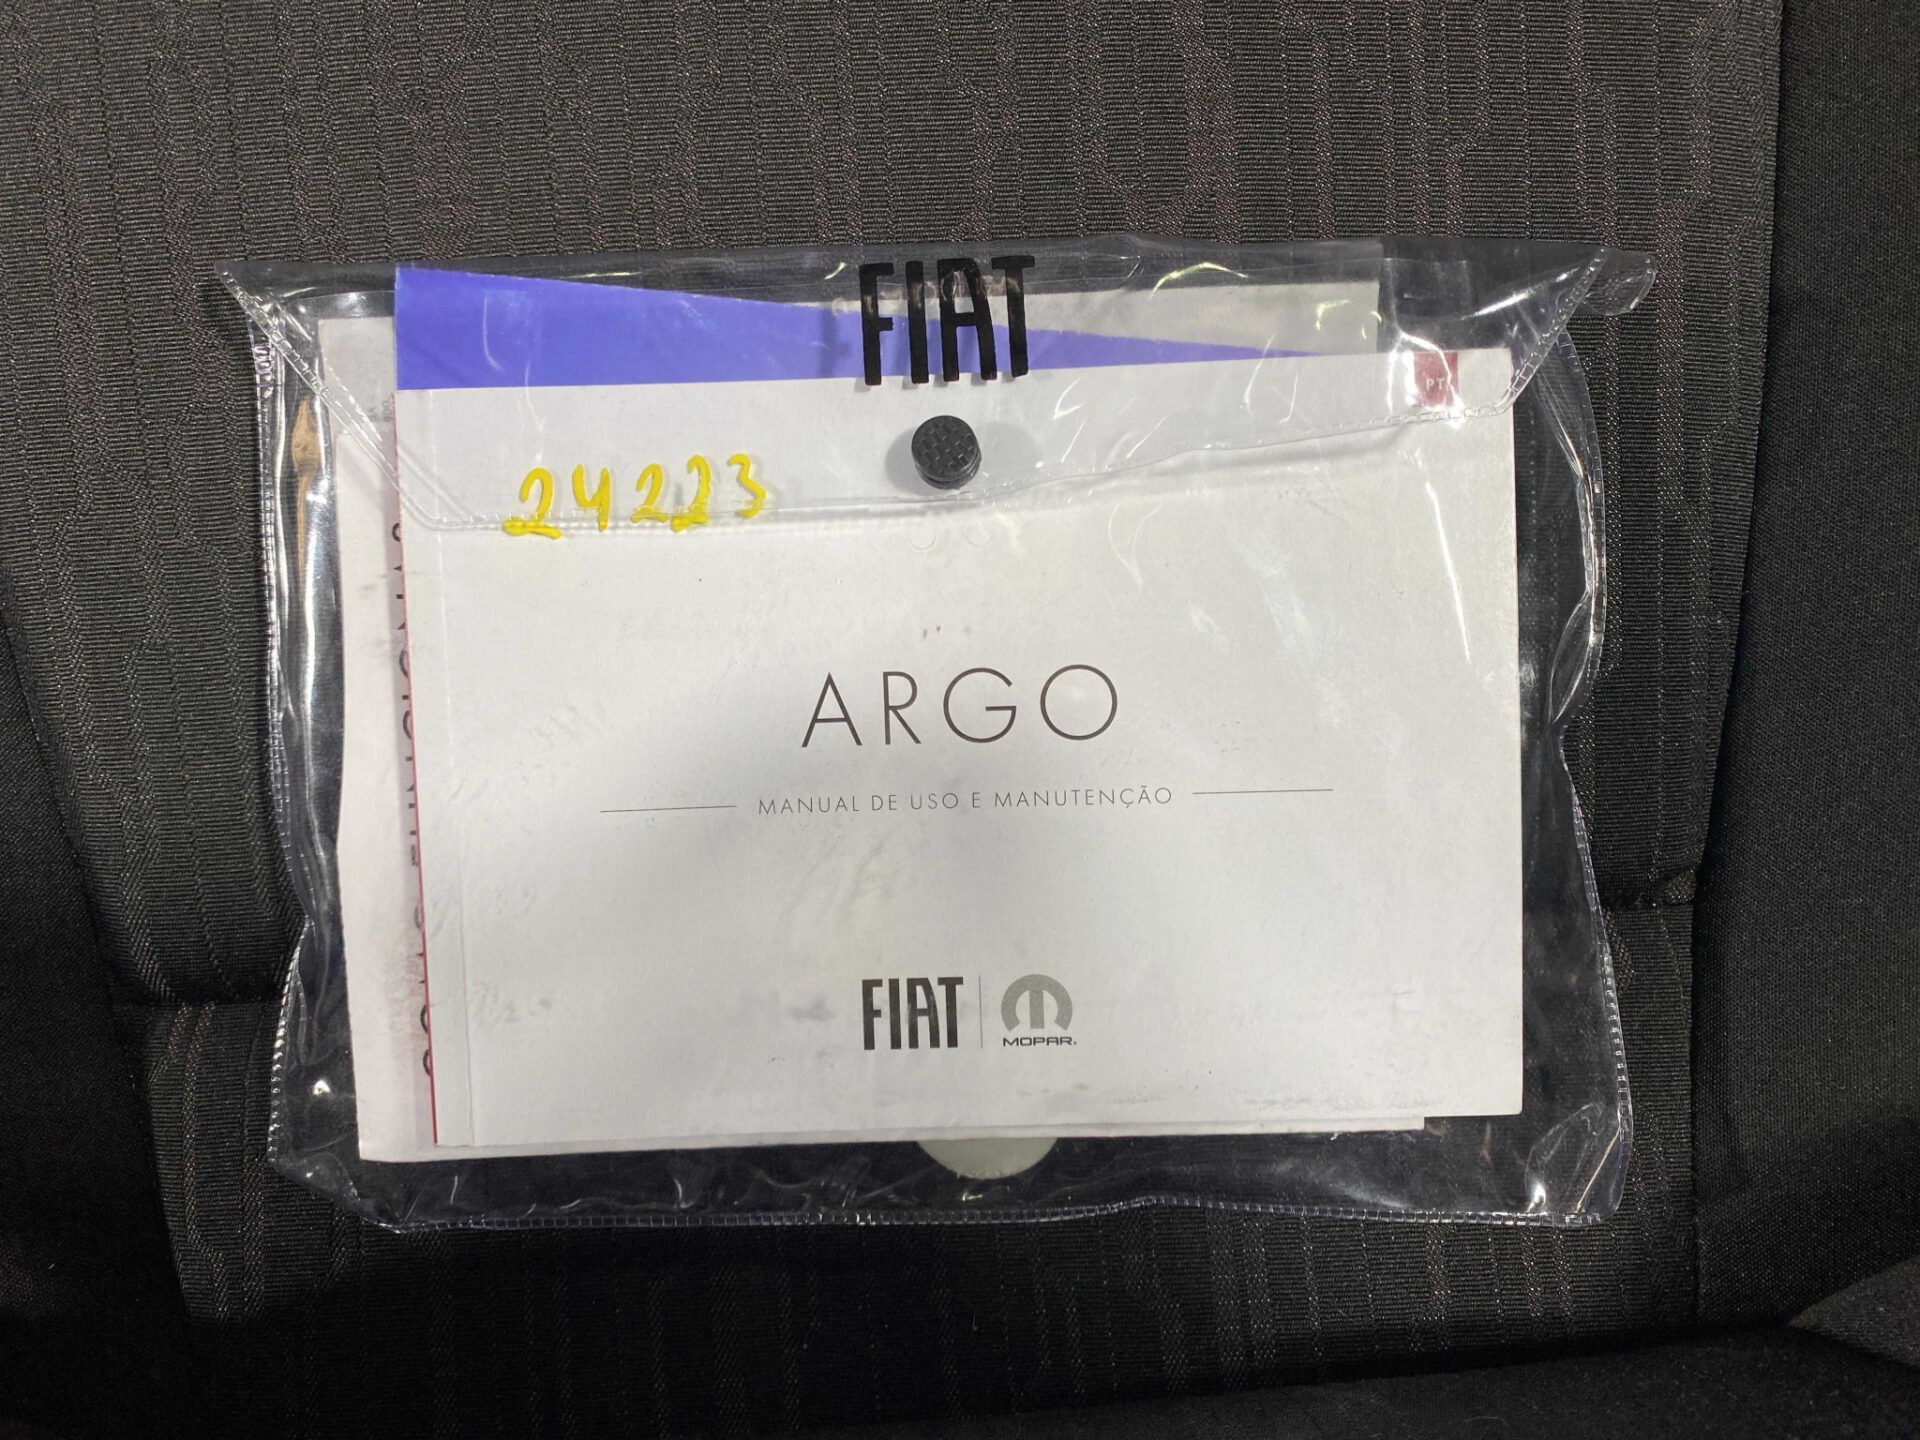 FIAT
PT
24223
ARGO
MANUAL DE USO E MANUTENÇÃO
FIAT
MOPAR.